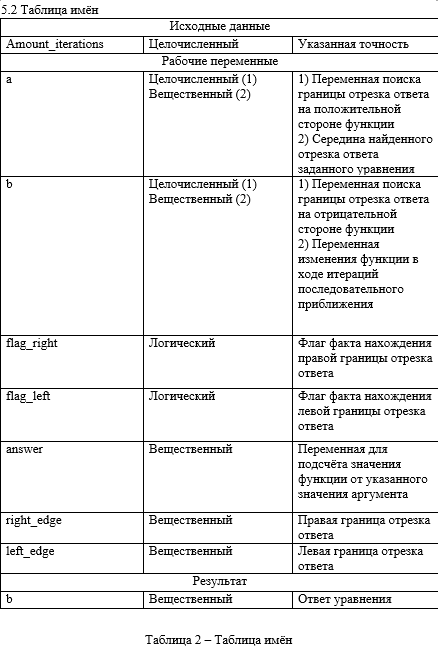 5.2 Таблица имён
Исходные данные
Amount_iterations Целочисленный Указанная точность
Рабочие переменные
a Целочисленный (1) 1) Переменная поиска
Вещественный (2) границы отрезка ответа
на положительной
стороне функции
2) Середина найденного
отрезка ответа
заданного уравнения
b Целочисленный (1) 1) Переменная поиска
Вещественный (2) границы отрезка ответа
на отрицательной
стороне функции
2) Переменная
изменения функции в
ходе итераций
последовательного
приближения
flag_right Логический Флаг факта нахождения
правой границы отрезка
ответа
flag_left Логический Флаг факта нахождения
левой границы отрезка
ответа
answer Вещественный Переменная для
подсчёта значения
функции от указанного
значения аргумента
right_edge Вещественный Правая граница отрезка
ответа
left_edge Вещественный Левая граница отрезка
ответа
Результат
b Вещественный Ответ уравнения
Таблица 2 – Таблица имён